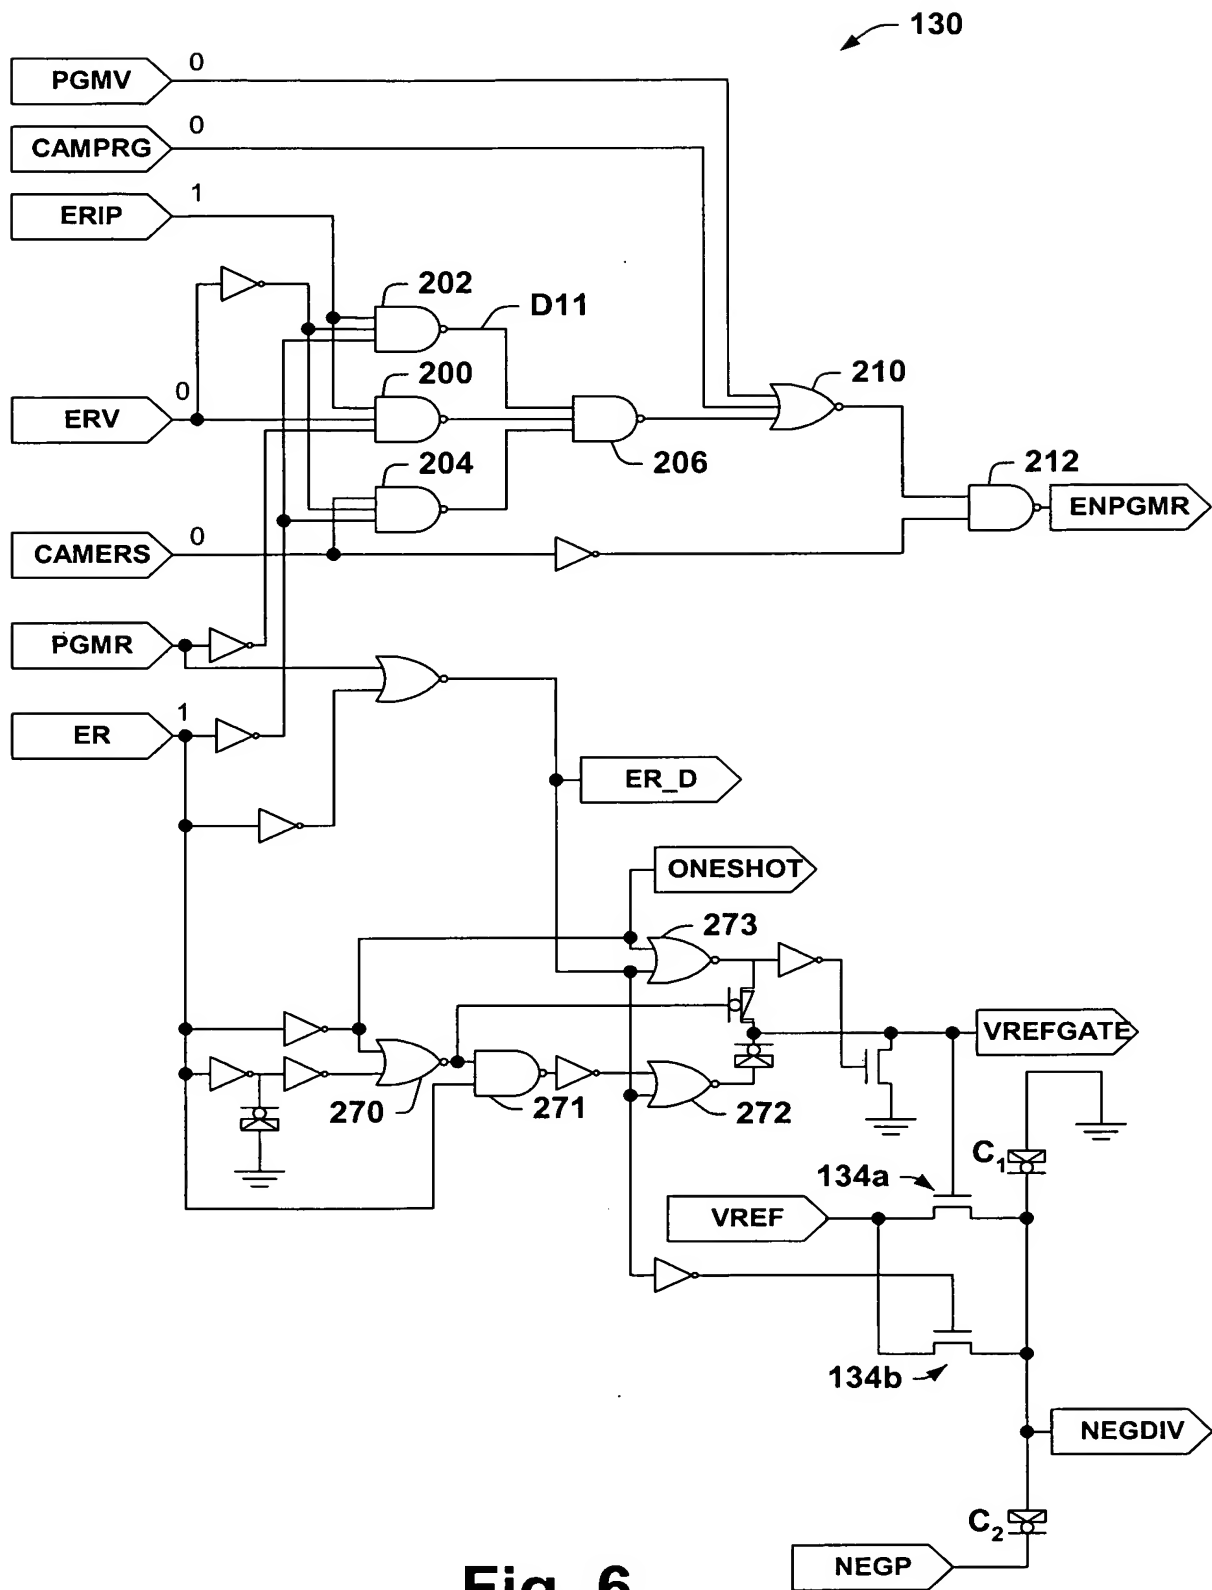 130
PGMV
0
CAMPRG
0
ERIP
1
202
D11
200
210
ERV
0
204
206
212
ENPGMR
CAMERS
0
PGMR
ER
1
ER_D
ONESHOT
273
VREFGATE
270
271
272
C1
134a
VREF
134b
NEGDIV
C2
NEGP
Fig. 6